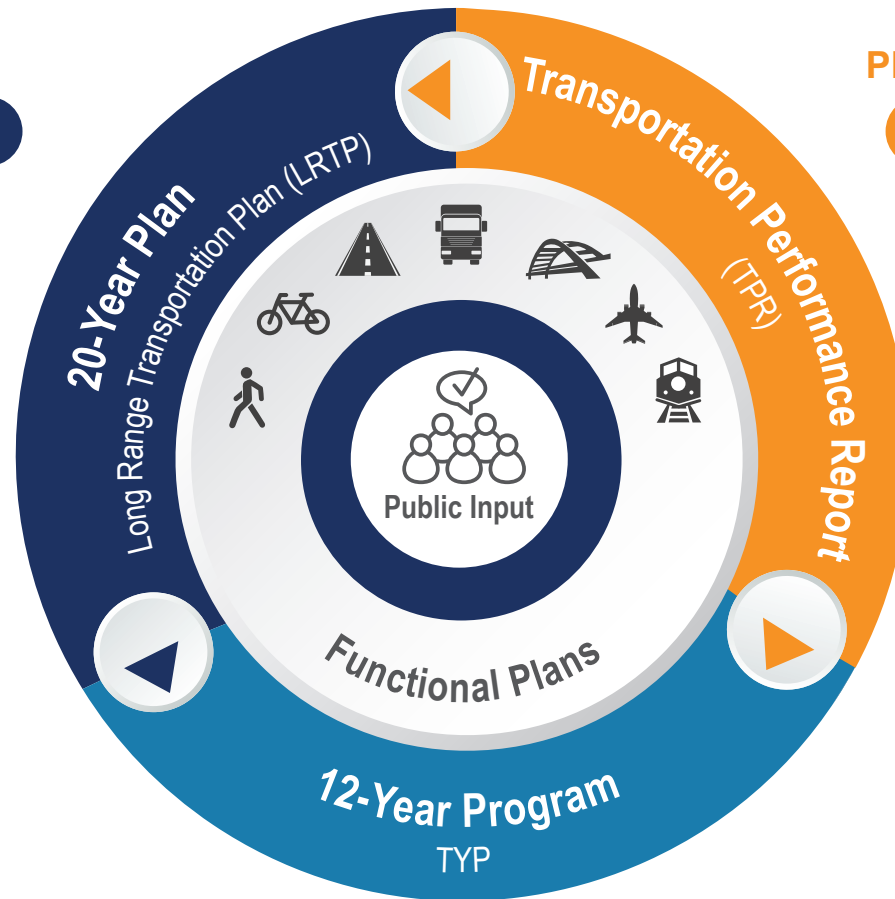 Transportation Performance Report
(TPR)
20-Year Plan
Long Range Transportation Plan (LRTP)
Public Input
Functional Plans
12-Year Program
TYP